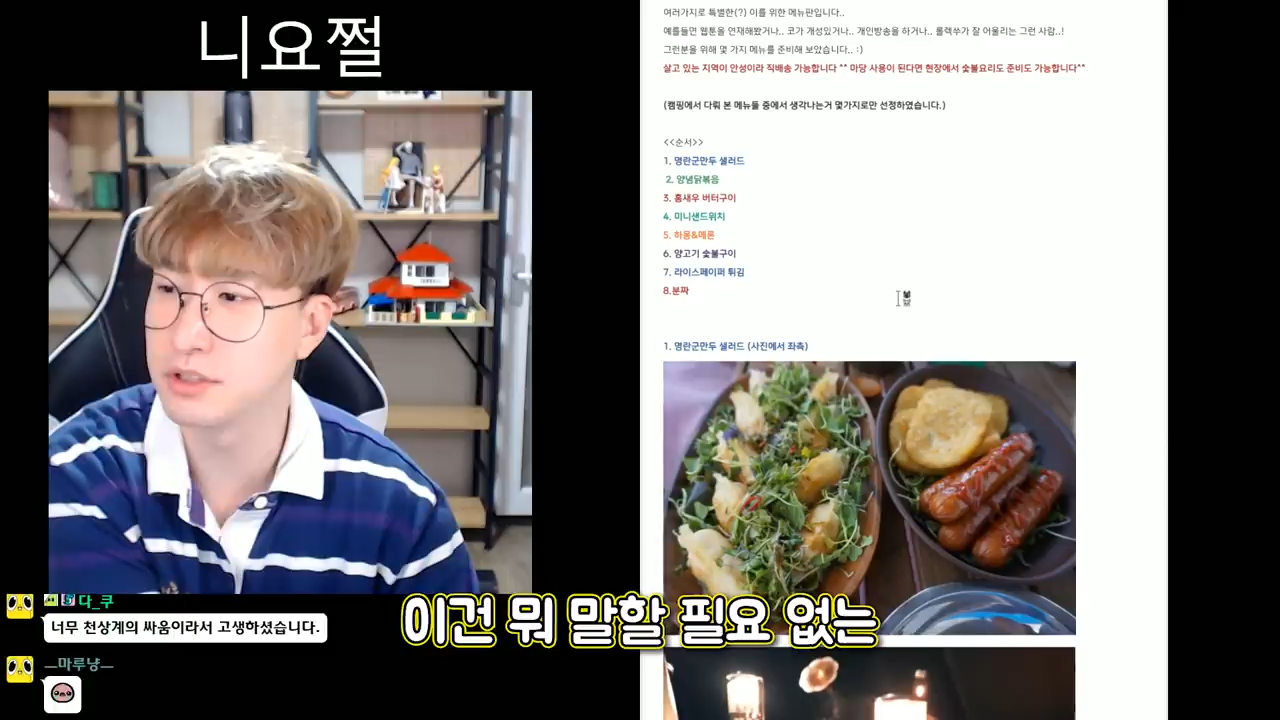 니요쩔
여러가지로 특별한(?) 이를 위한 메뉴판입니다..
예를들면 웹툰을 연재해봤거나.. 코가 개성있거나.. 개인방송을 하거나.. 롤렉쑤가 잘 어울리는 그런 사람..!
그런분을 위해 몇 가지 메뉴를 준비해 보았습니다.. :)
살고 있는 지역이 안성이라 직배송 가능합니다 ** 마당 사용이 된다면 현장에서 숯불요리도 준비도 가능합니다**
(캠핑에서 다뤄 본 메뉴들 중에서 생각나는거 몇가지로만 선정하였습니다.)
<<순서>>
1. 명란군만두 샐러드
2. 양념닭볶음
3. 홍새우 버터구이
4. 미니샌드위치
5. 하몽&메론
6. 양고기 숯불구이
7. 라이스페이퍼 튀김
8.분짜
1. 명란군만두 샐러드 (사진에서 좌측)
다_쿠
너무 천상계의 싸움이라서 고생하셨습니다.
이건 뭐 말할 필요 없는
__마루냥__